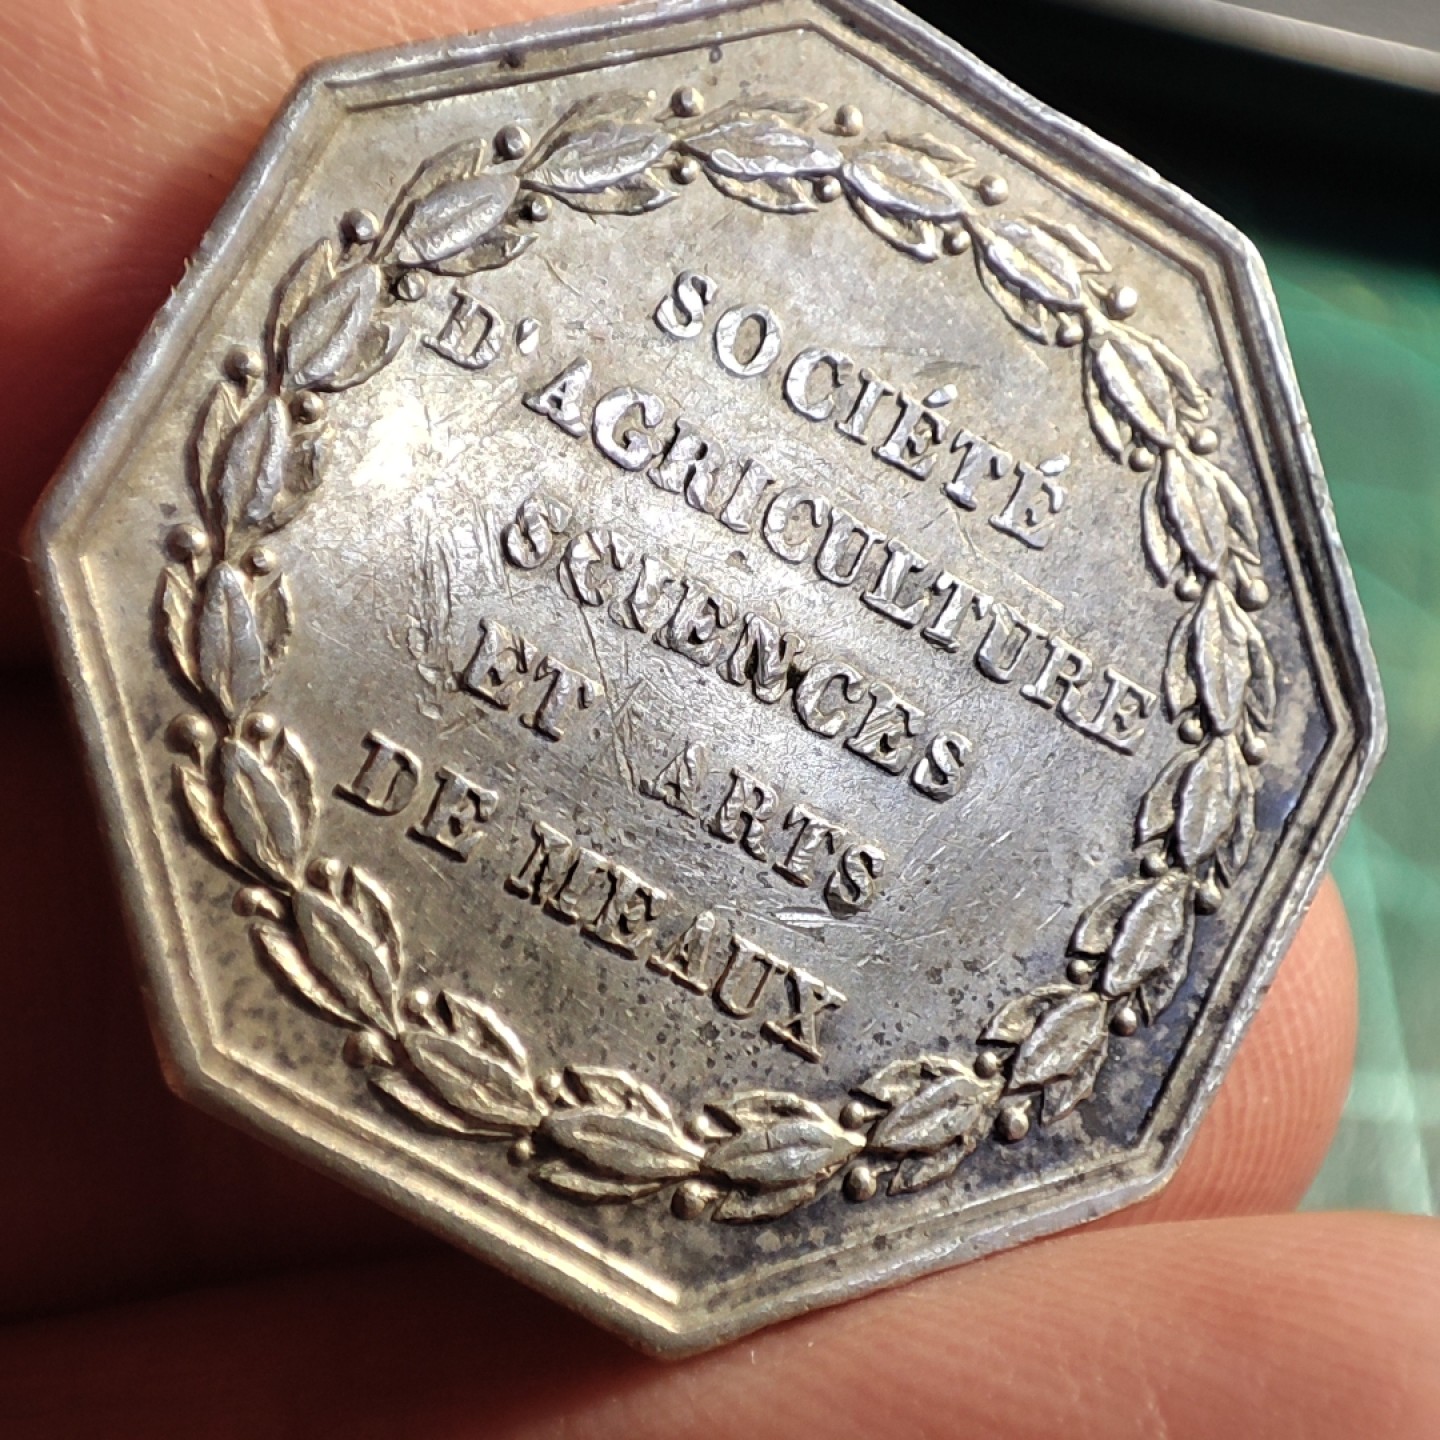 SOCIÉTÉ
D'AGRICULTURE
SCIENCES
ET ARTS
DE MEAUX